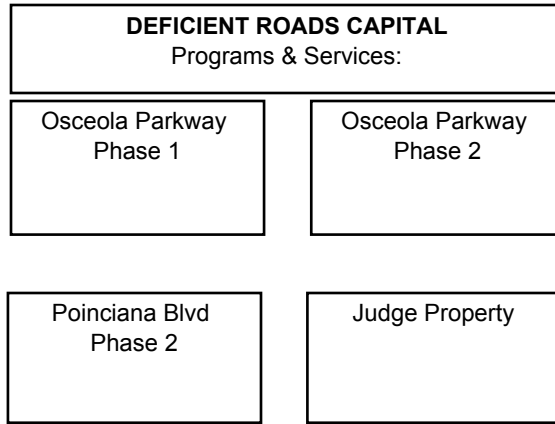 DEFICIENT ROADS CAPITAL
Programs & Services:
Osceola Parkway
Phase 1
Osceola Parkway
Phase 2
Poinciana Blvd
Phase 2
Judge Property